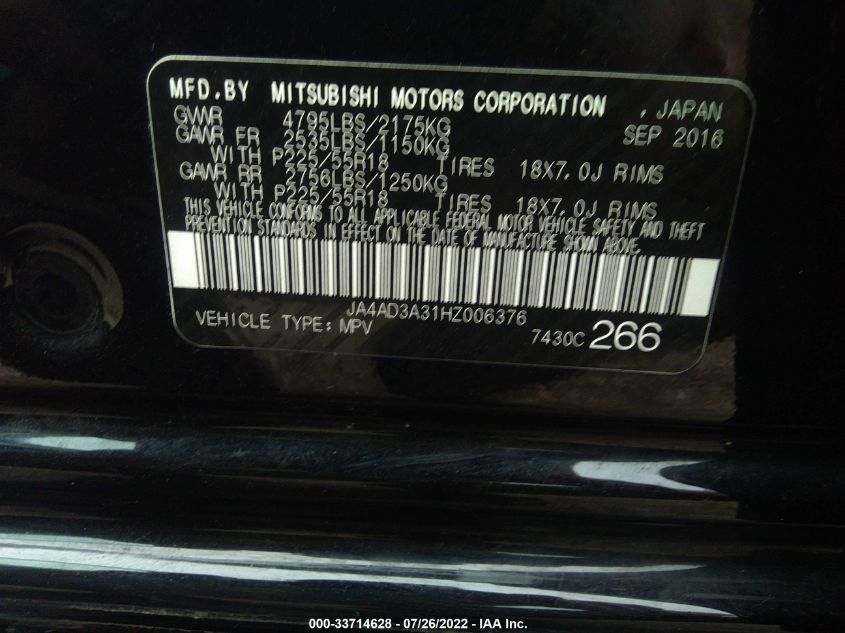 MFD.BY MITSUBISHI MOTORS CORPORATION , JAPAN
GVWR 4795LBS/2175KG SEP 2016
GAWR FR 2535LBS/1150KG
WITH P225/55R18 TIRES 18X7.0J RIMS
GAWR RR 2756LBS/1250KG
WITH P225/55R18 TIRES 18X7.0J RIMS
THIS VEHICLE CONFORMS TO ALL APPLICABLE FEDERAL MOTOR VEHICLE SAFETY AND THEFT
PREVENTION STANDARDS IN EFFECT ON THE DATE OF MANUFACTURE SHOWN ABOVE.
JA4AD3A31HZ006376
VEHICLE TYPE: MPV 7430C 266
000-33714628 - 07/26/2022 - IAA Inc.